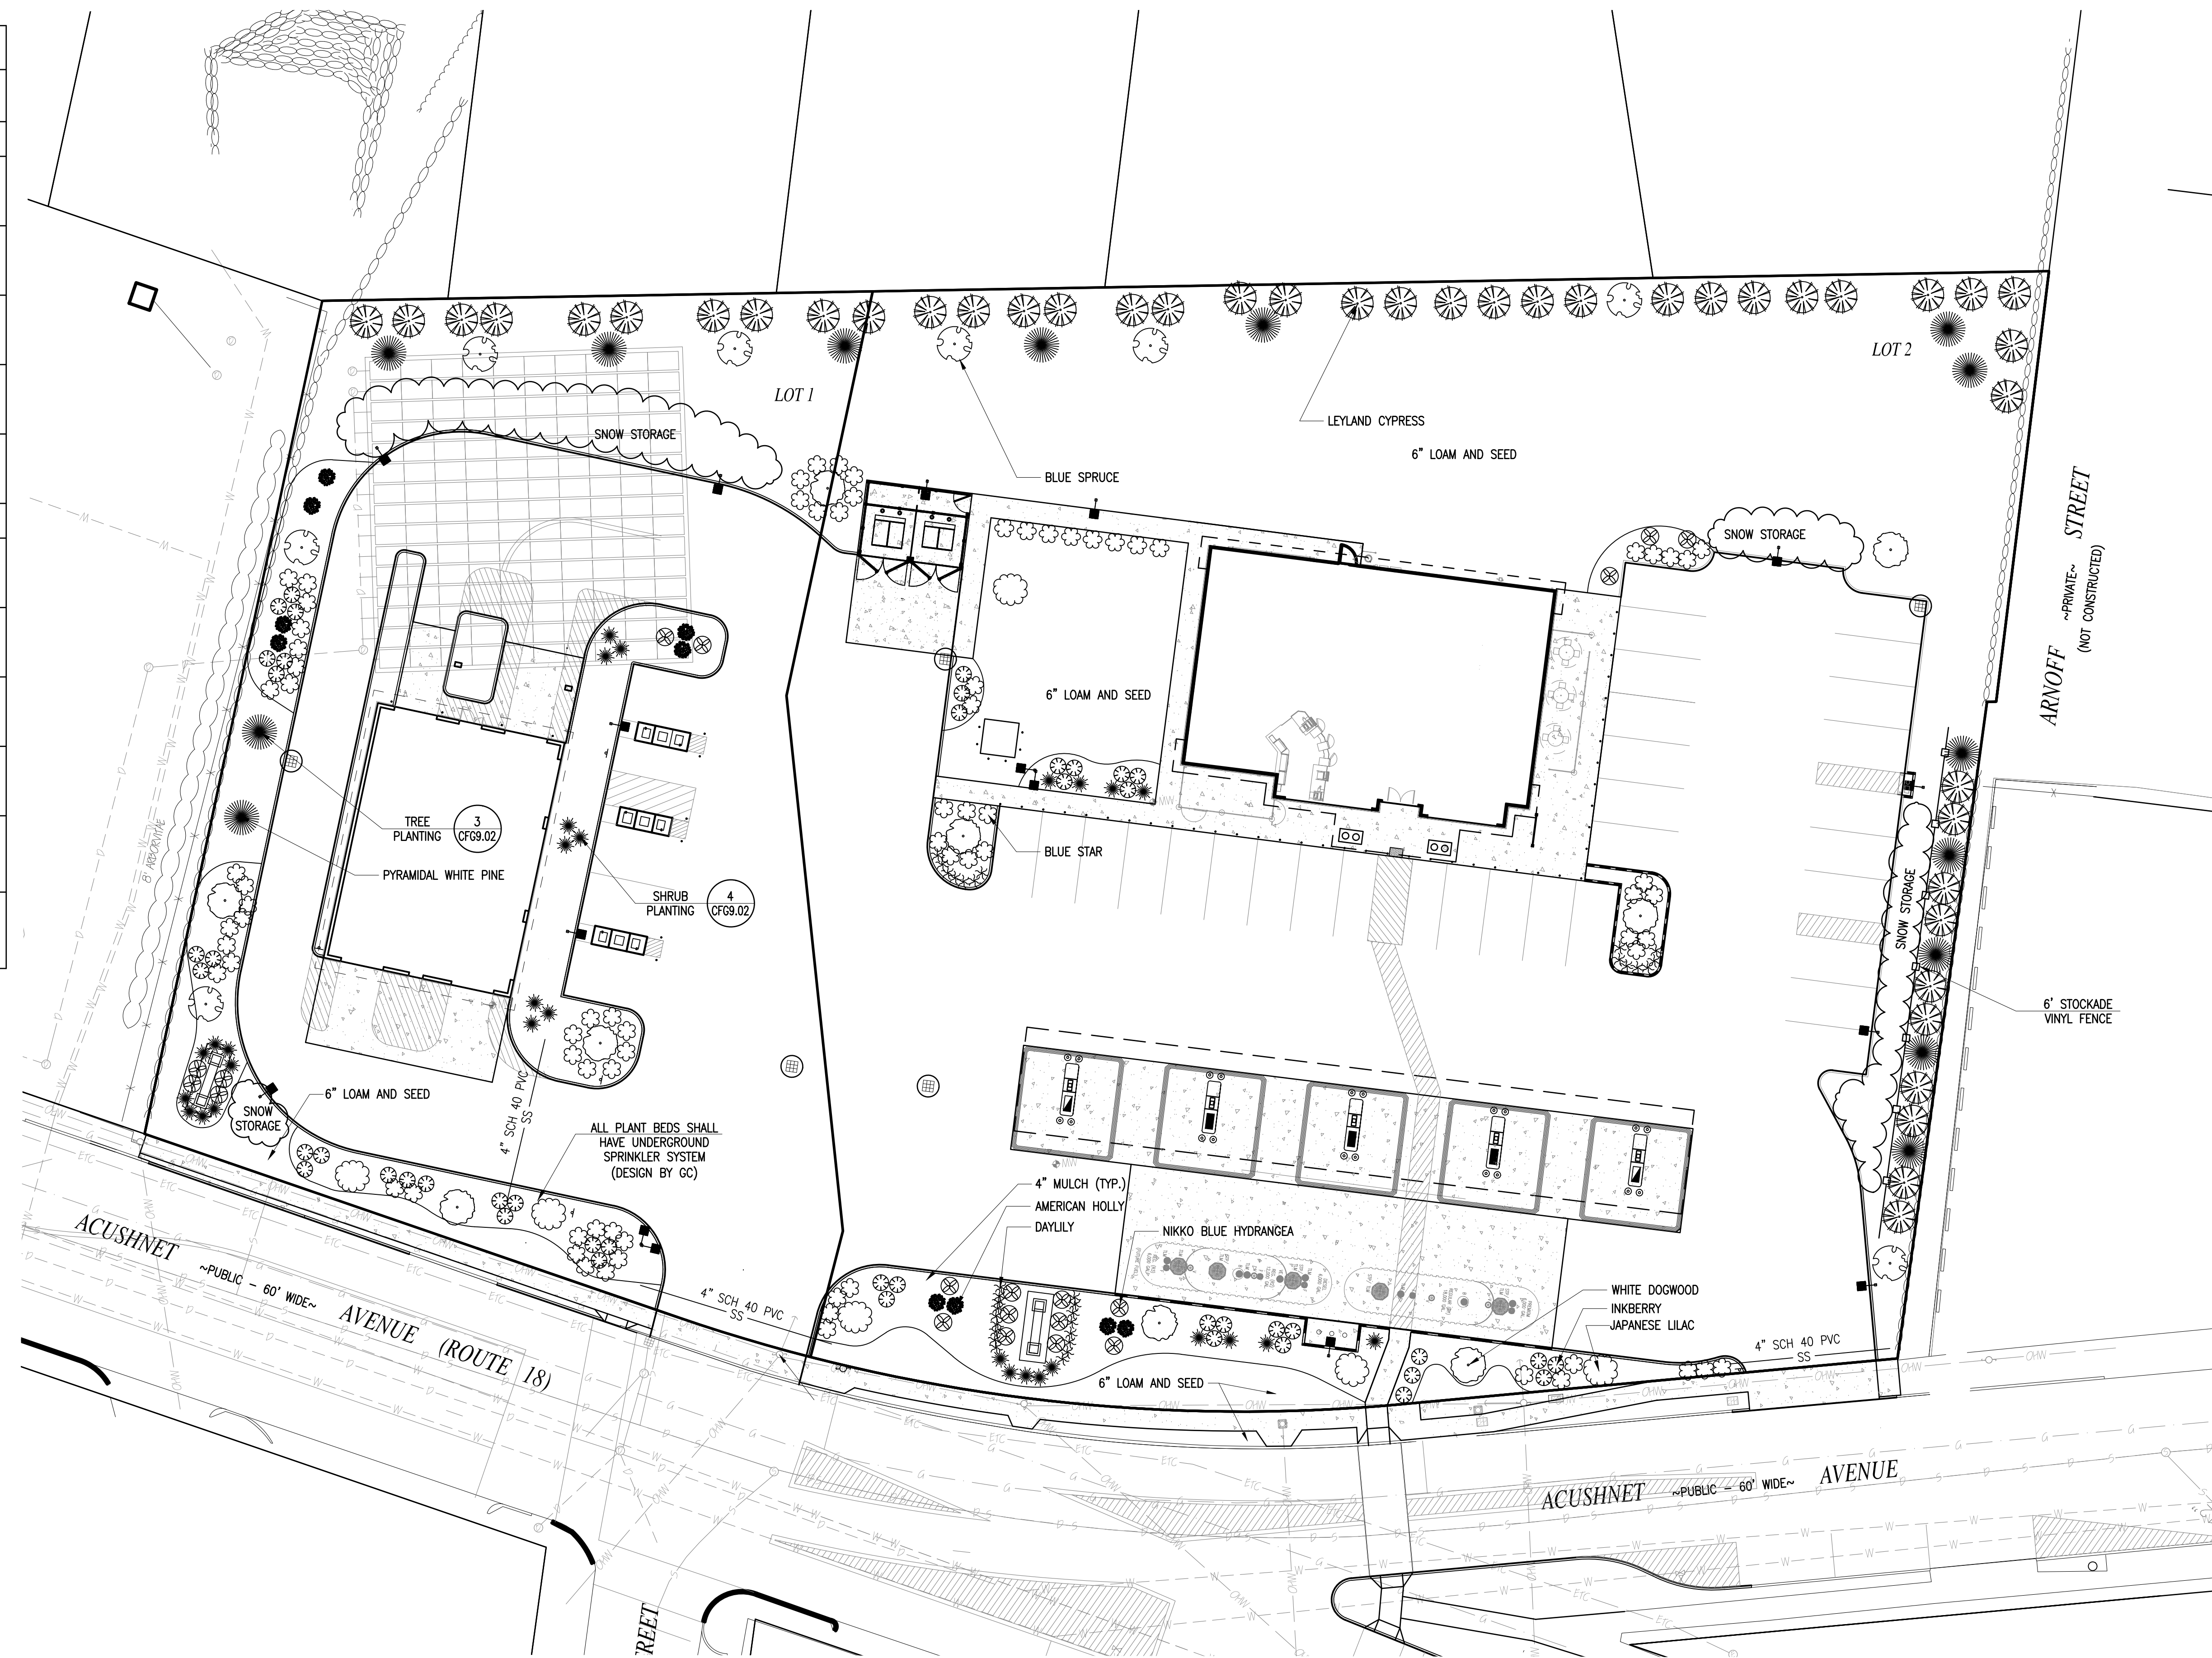 LOT 1
LOT 2
SNOW STORAGE
LEYLAND CYPRESS
6" LOAM AND SEED
BLUE SPRUCE
SNOW STORAGE
ARNOFF
~PRIVATE~
STREET
(NOT CONSTRUCTED)
6" LOAM AND SEED
8' ARBORVITAE
TREE
PLANTING
3
CFG9.02
PYRAMIDAL WHITE PINE
SHRUB
PLANTING
4
CFG9.02
BLUE STAR
SNOW STORAGE
6' STOCKADE
VINYL FENCE
6" LOAM AND SEED
SNOW
STORAGE
4" SCH 40 PVC
SS
ALL PLANT BEDS SHALL
HAVE UNDERGROUND
SPRINKLER SYSTEM
(DESIGN BY GC)
MW
MW
4" MULCH (TYP.)
AMERICAN HOLLY
DAYLILY
NIKKO BLUE HYDRANGEA
WHITE DOGWOOD
INKBERRY
JAPANESE LILAC
4" SCH 40 PVC
SS
4" SCH 40 PVC
SS
6" LOAM AND SEED
ACUSHNET
~PUBLIC - 60' WIDE~
AVENUE
(ROUTE 18)
ACUSHNET
~PUBLIC - 60' WIDE~
AVENUE